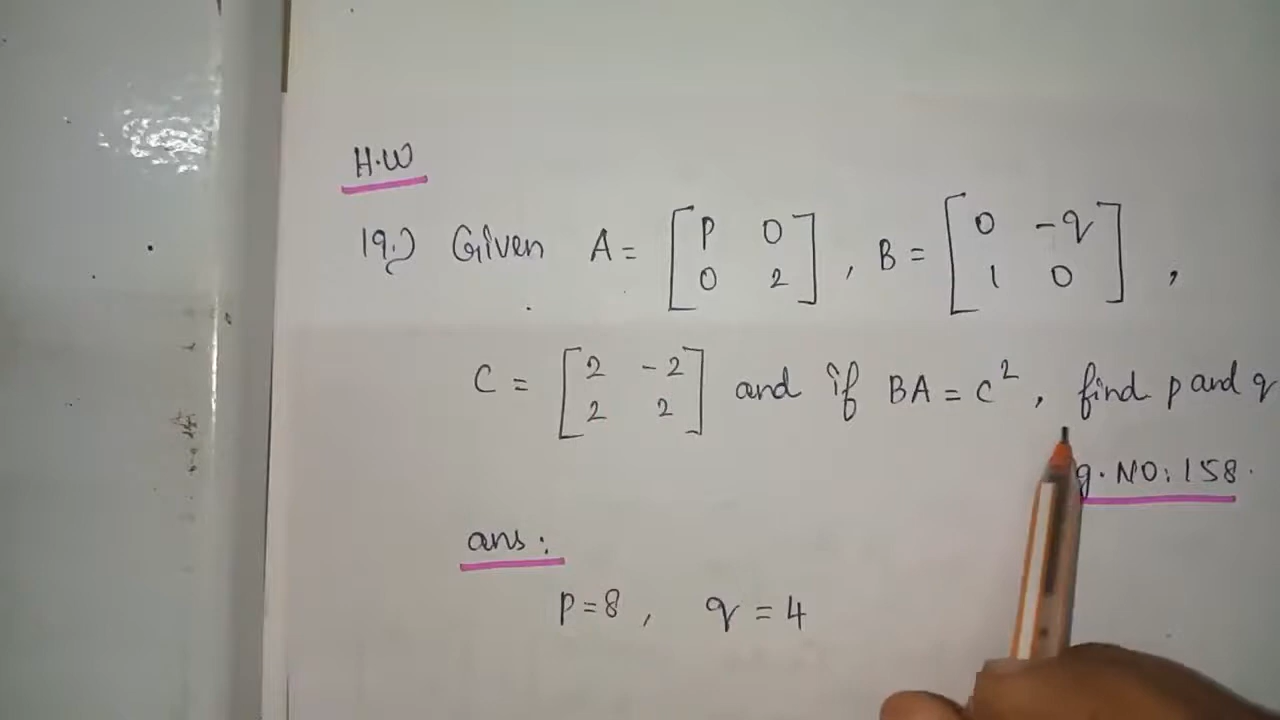 H.W
19.) Given A = [p 0 0 2], B = [0 -q 1 0],
C = [2 -2 2 2] and if BA = C², find p and q
g. NO: 158.
ans:
p = 8, q = 4